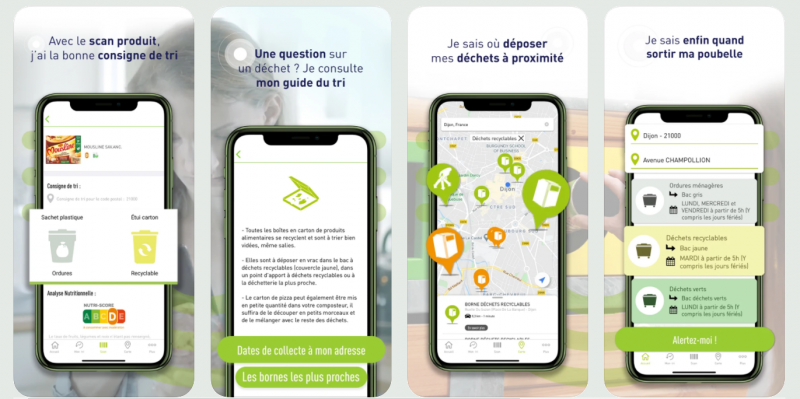 Avec le scan produit,
j'ai la bonne consigne de tri
MOUSLINE
MOUSLINE
Consigne de tri :
Sachet plastique
Étui carton
Ordures
Recyclable
Analyse Nutritionnelle :
NUTRI-SCORE
A B C D E
Une question sur
un déchet ? Je consulte
mon guide du tri
- Toutes les boîtes en carton de produits
alimentaires se recyclent et sont à trier bien
vidées, même salies.
- Elles sont à déposer en vrac dans le bac à
déchets recyclables (couvercle jaune), dans
un point d'apport à déchets recyclables ou à
la déchetterie la plus proche.
- Le carton de pizza peut également être mis
en petite quantité dans votre composteur, il
suffira de le découper en petits morceaux et
de le mélanger avec le reste des déchets.
Dates de collecte à mon adresse
Les bornes les plus proches
Je sais où déposer
mes déchets à proximité
Dijon, France
Déchets recyclables
Dijon
BORNE DÉCHETS RECYCLABLES
Je sais enfin quand
sortir ma poubelle
Dijon - 21000
Avenue CHAMPOLLION
Ordures ménagères
Bac gris
LUNDI, MERCREDI et
VENDREDI à partir de 5h (Y
compris les jours fériés)
Déchets recyclables
Bac jaune
MARDI à partir de 5h (Y
compris les jours fériés)
Déchets verts
Bac déchets verts
LUNDI à partir de 5h (Y
compris les jours fériés)
Alertez-moi !